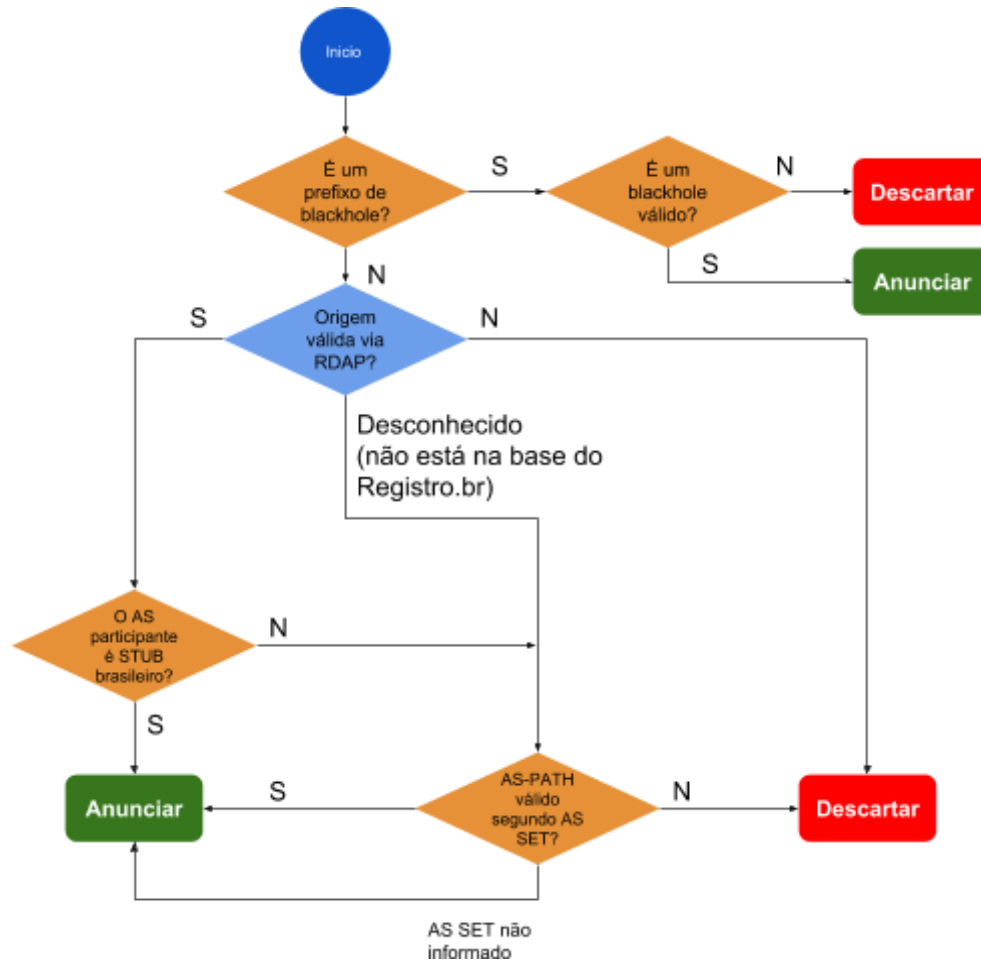 Inicio
É um
prefixo de
blackhole?
S
É um
blackhole
válido?
N
Descartar
S
Anunciar
N
S
Origem
válida via
RDAP?
N
Desconhecido
(não está na base do
Registro.br)
O AS
participante
é STUB
brasileiro?
N
S
Anunciar
S
AS-PATH
válido
segundo AS
SET?
N
Descartar
AS SET não
informado